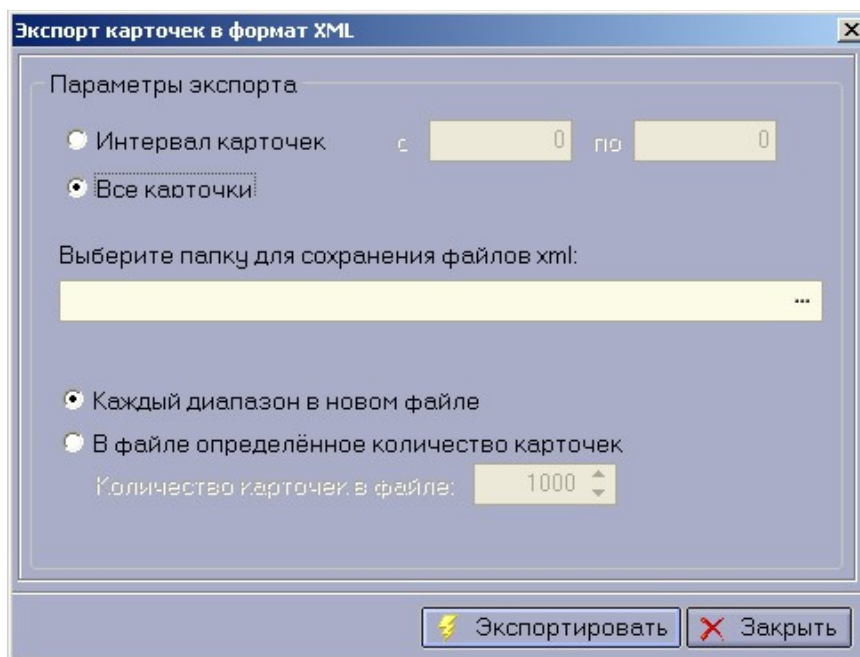 Экспорт карточек в формат XML
Параметры экспорта
Интервал карточек с 0 по 0
Все карточки
Выберите папку для сохранения файлов xml:
...
Каждый диапазон в новом файле
В файле определённое количество карточек
Количество карточек в файле: 1000
Экспортировать Закрыть